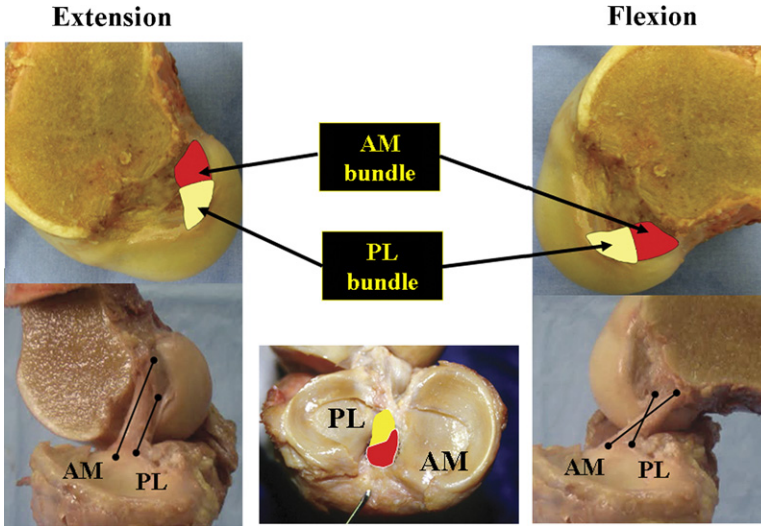 Extension
Flexion
AM
bundle
PL
bundle
AM PL
PL
AM
AM PL